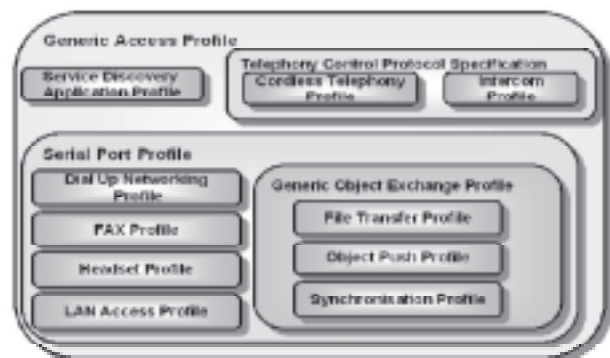 Generic Access Profile
Service Discovery
Application Profile
Telephony Control Protocol Specification
Cordless Telephony
Profile
Intercom
Profile
Serial Port Profile
Dial Up Networking
Profile
FAX Profile
Headset Profile
LAN Access Profile
Generic Object Exchange Profile
File Transfer Profile
Object Push Profile
Synchronisation Profile